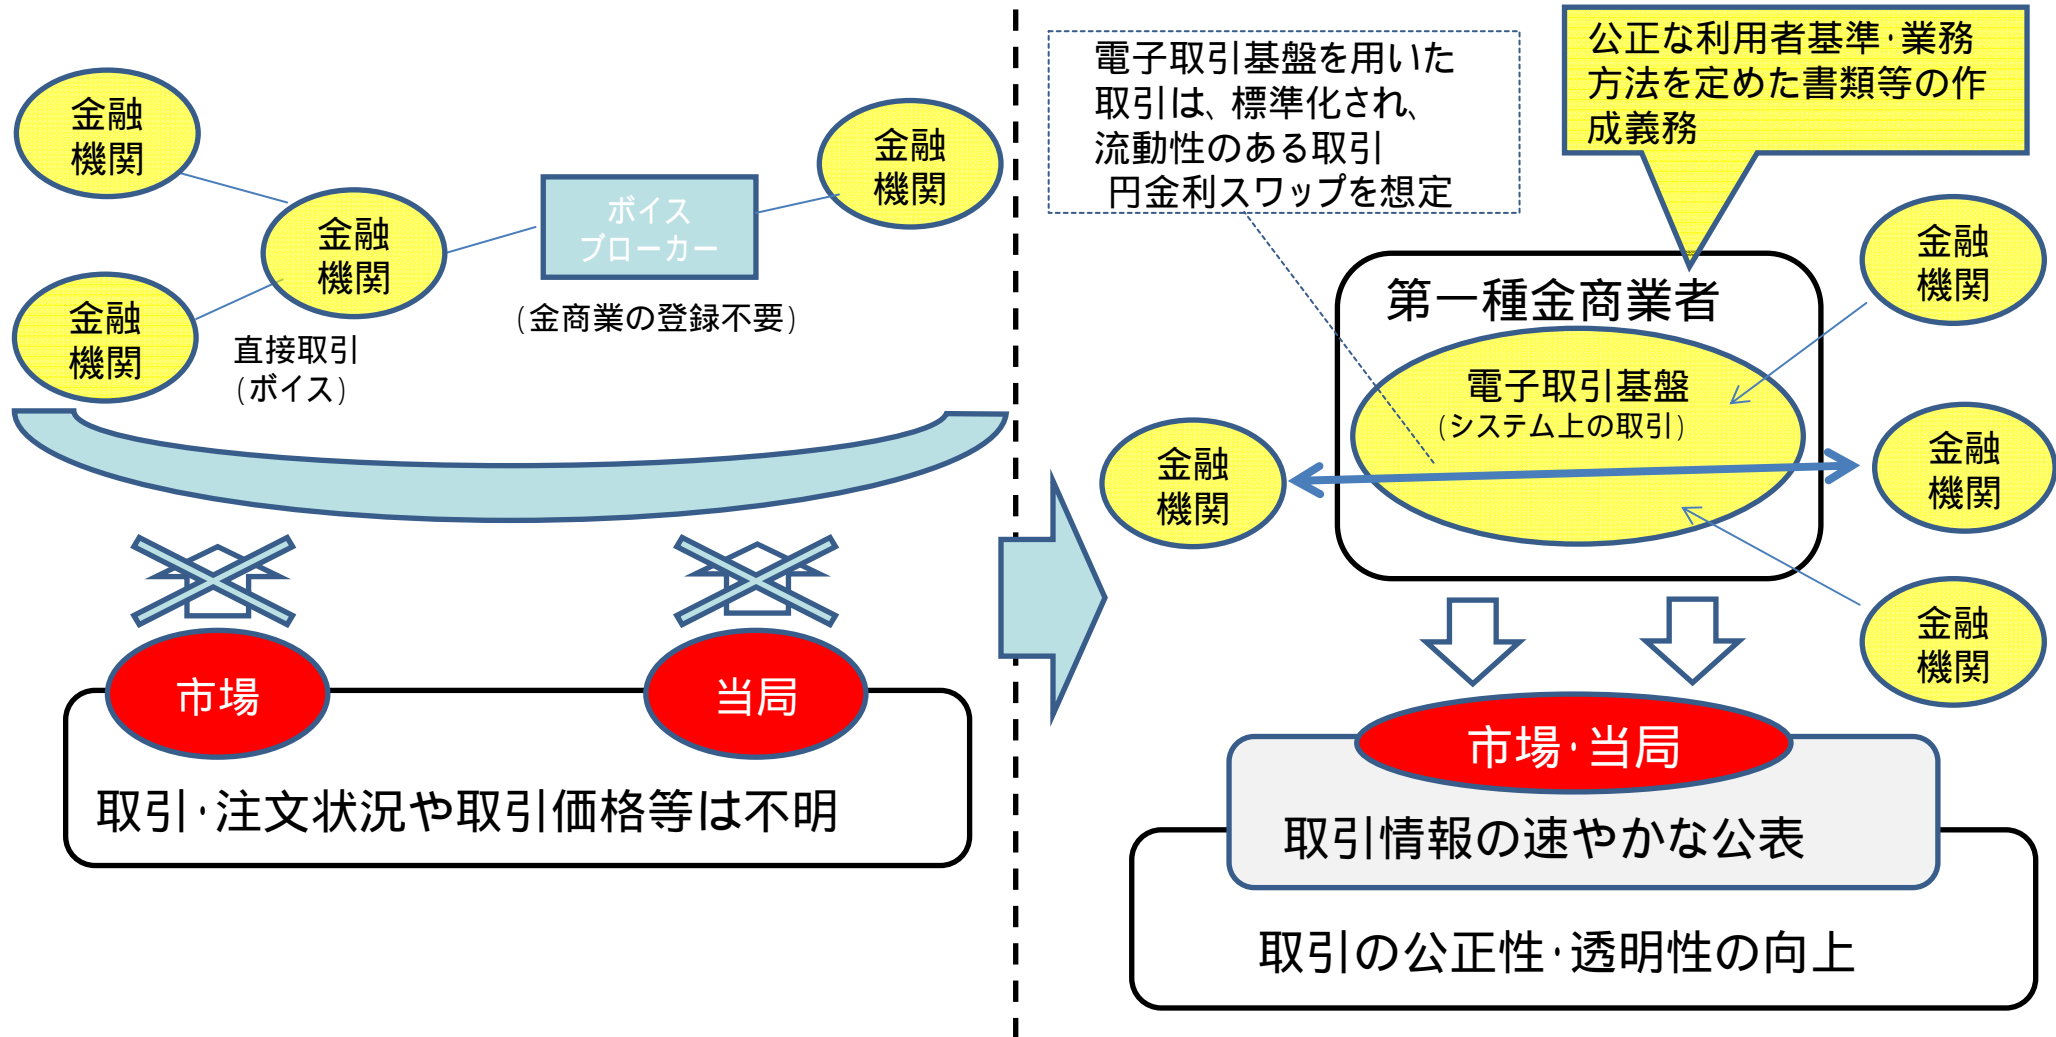 金融
機関
金融
機関
金融
機関
ボイス
ブローカー
金融
機関
(金商業の登録不要)
直接取引
(ボイス)
市場
当局
取引・注文状況や取引価格等は不明
電子取引基盤を用いた
取引は、標準化され、
流動性のある取引
円金利スワップを想定
公正な利用者基準・業務
方法を定めた書類等の作
成義務
第一種金商業者
電子取引基盤
(システム上の取引)
金融
機関
金融
機関
金融
機関
金融
機関
市場・当局
取引情報の速やかな公表
取引の公正性・透明性の向上